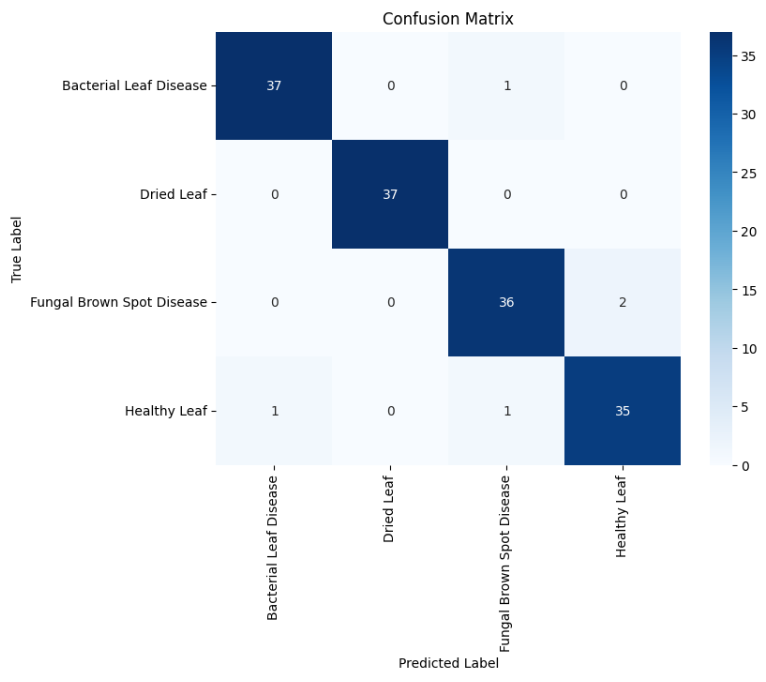 Confusion Matrix
Bacterial Leaf Disease
37 0 1 0
Dried Leaf
0 37 0 0
Fungal Brown Spot Disease
0 0 36 2
Healthy Leaf
1 0 1 35
True Label
Bacterial Leaf Disease
Dried Leaf
Fungal Brown Spot Disease
Healthy Leaf
Predicted Label
35
30
25
20
15
10
5
0